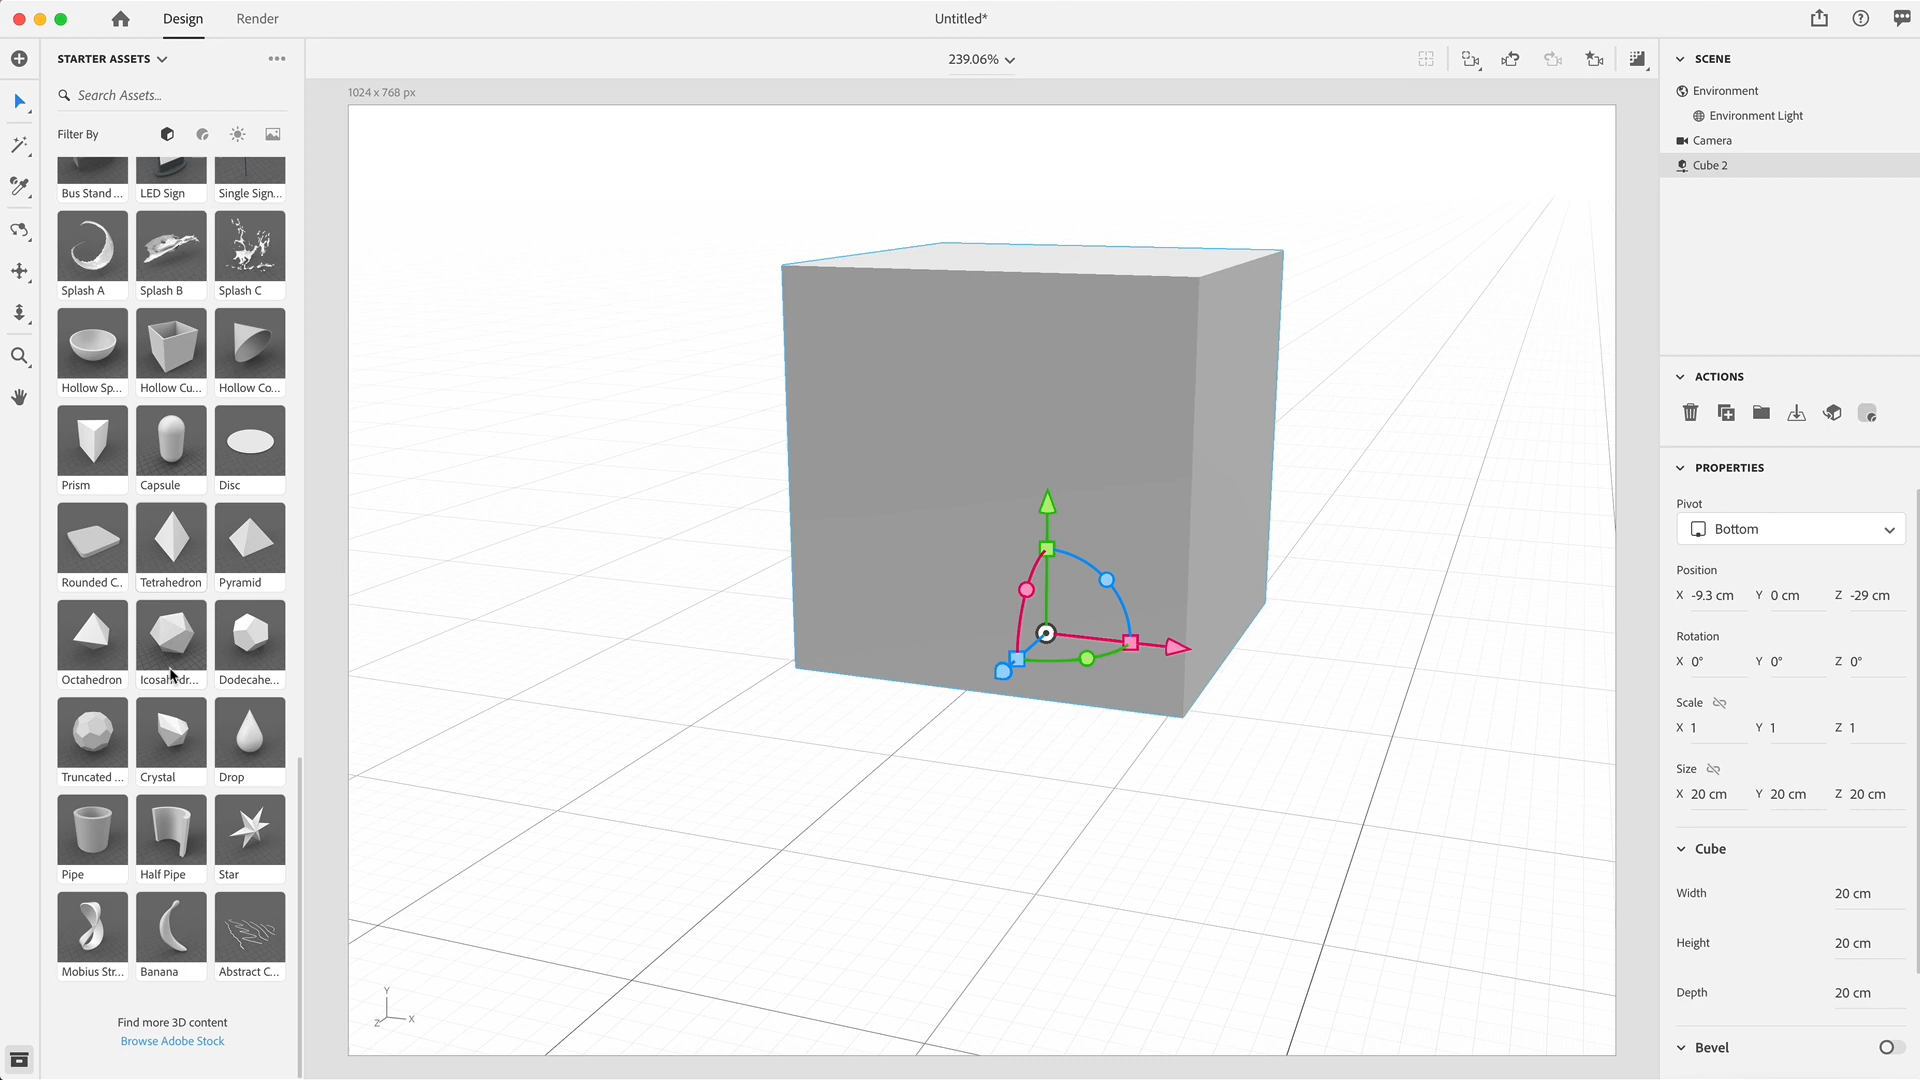 Design
Render
Untitled*
STARTER ASSETS
239.06%
Search Assets...
1024 x 768 px
Filter By
Bus Stand ...
LED Sign
Single Sign...
Splash A
Splash B
Splash C
Hollow Sp...
Hollow Cu...
Hollow Co...
Prism
Capsule
Disc
Rounded C..
Tetrahedron
Pyramid
Octahedron
Icosahedr...
Dodecahe...
Truncated ...
Crystal
Drop
Pipe
Half Pipe
Star
Mobius Str...
Banana
Abstract C...
Find more 3D content
Browse Adobe Stock
Y
Z
X
SCENE
Environment
Environment Light
Camera
Cube 2
ACTIONS
PROPERTIES
Pivot
Bottom
Position
X -9.3 cm Y 0 cm Z -29 cm
Rotation
X 0° Y 0° Z 0°
Scale
X 1 Y 1 Z 1
Size
X 20 cm Y 20 cm Z 20 cm
Cube
Width 20 cm
Height 20 cm
Depth 20 cm
Bevel